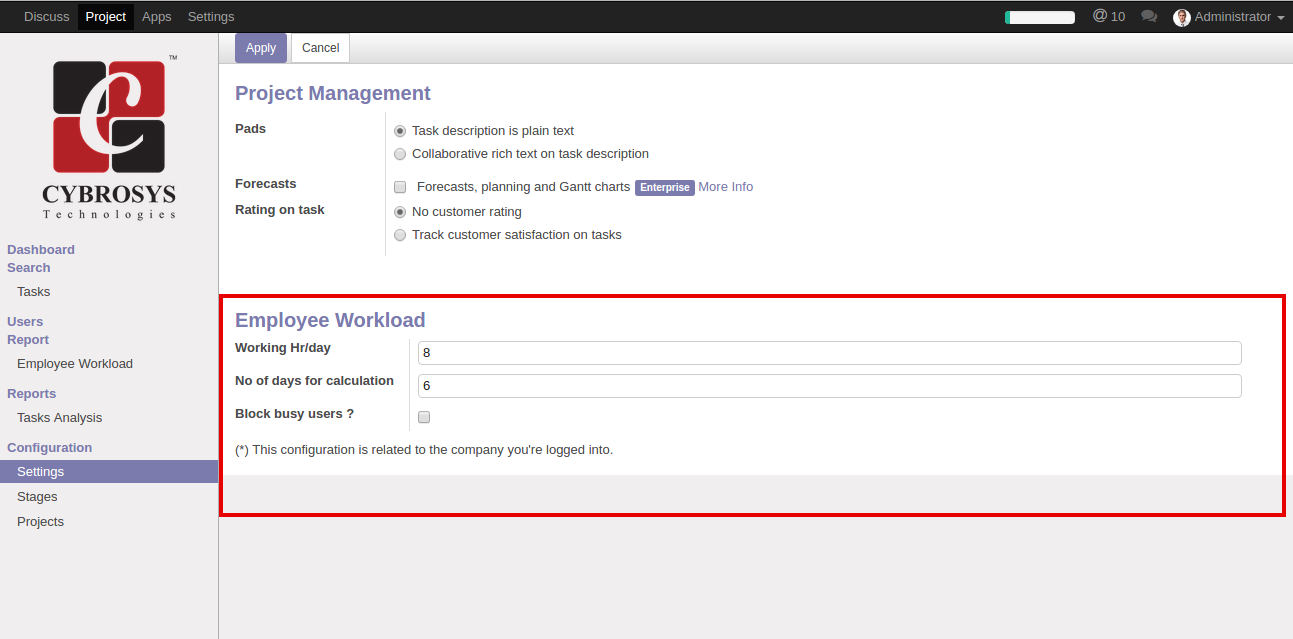 Discuss Project Apps Settings @ 10 Administrator
™
CYBROSYS
Technologies
Dashboard
Search
Tasks
Users
Report
Employee Workload
Reports
Tasks Analysis
Configuration
Settings
Stages
Projects
Apply Cancel
Project Management
Pads Task description is plain text
Collaborative rich text on task description
Forecasts Forecasts, planning and Gantt charts Enterprise More Info
Rating on task No customer rating
Track customer satisfaction on tasks
Employee Workload
Working Hr/day 8
No of days for calculation 6
Block busy users ?
(*) This configuration is related to the company you're logged into.